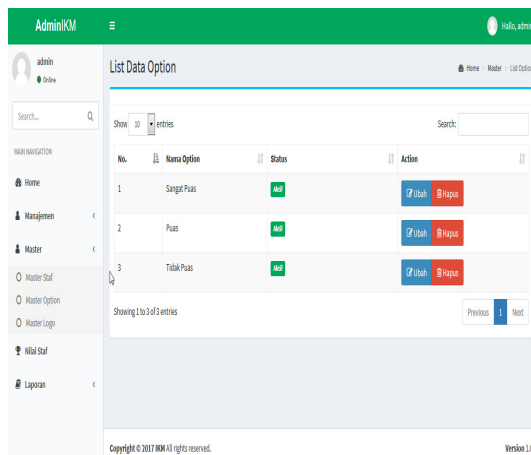 AdminIKM
Hallo, admin
admin
Online
Search...
MAIN NAVIGATION
Home
Manajemen
Master
Master Staf
Master Option
Master Logo
Nilai Staf
Laporan
List Data Option
Home > Master > List Option
Show 10 entries
Search:
No. Nama Option Status Action
1 Sangat Puas Aktif Ubah Hapus
2 Puas Aktif Ubah Hapus
3 Tidak Puas Aktif Ubah Hapus
Showing 1 to 3 of 3 entries
Previous 1 Next
Copyright © 2017 IKM All rights reserved.
Version 1.